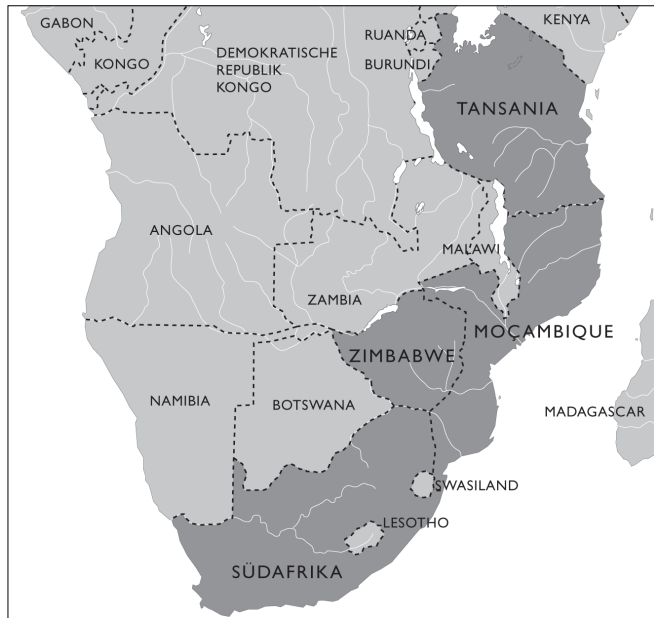 GABON
KENYA
RUANDA
DEMOKRATISCHE
REPUBLIK
KONGO
KONGO
BURUNDI
TANSANIA
ANGOLA
MALAWI
ZAMBIA
MOÇAMBIQUE
ZIMBABWE
NAMIBIA
BOTSWANA
MADAGASCAR
SWASILAND
LESOTHO
SÜDAFRIKA